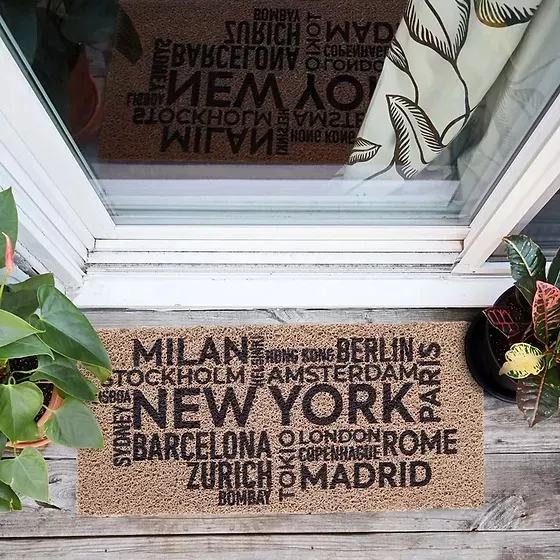 MILAN HELSINKI HONG KONG BERLIN
STOCKHOLM AMSTERDAM PARIS
LISBOA NEW YORK
SYDNEY BARCELONA TOKIO LONDON ROME
COPENHAGUE
ZURICH MADRID
BOMBAY